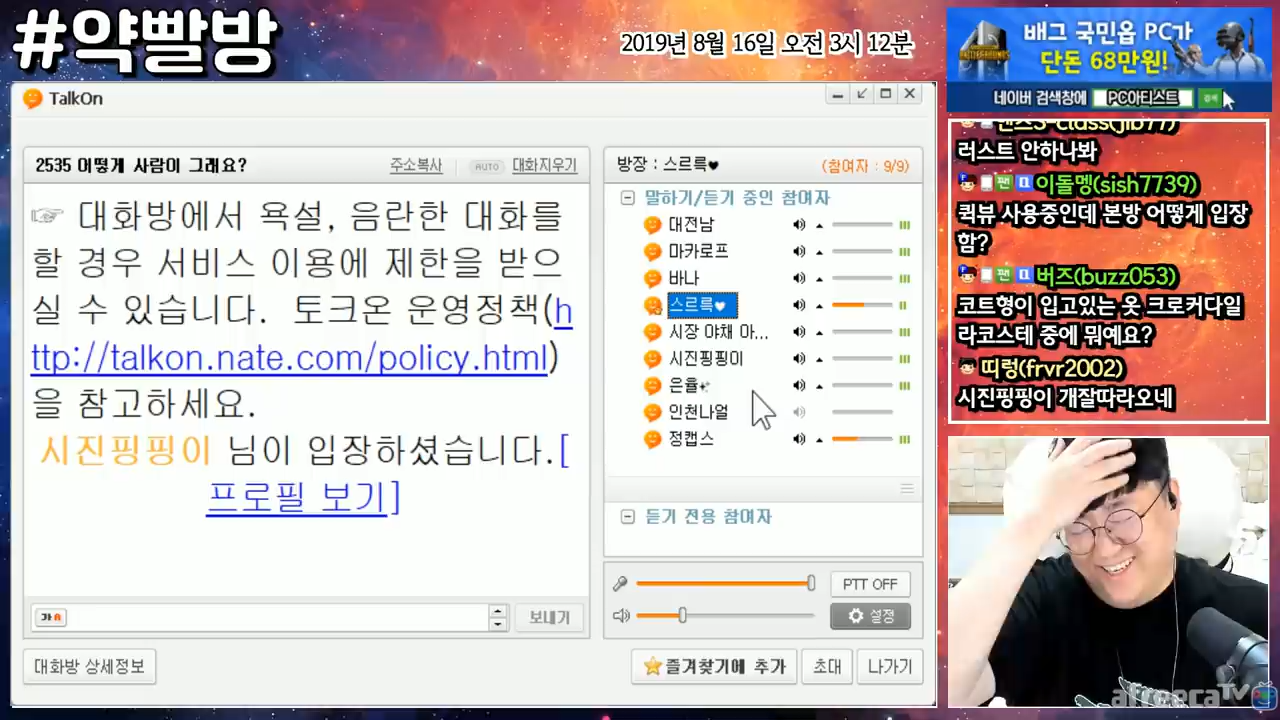 #약빨방
2019년 8월 16일 오전 3시 12분
배그 국민옵 PC가
단돈 68만원!
네이버 검색창에 PC아티스트 검색
TalkOn
2535 어떻게 사람이 그래요?
주소복사 AUTO 대화지우기
☞ 대화방에서 욕설, 음란한 대화를
할 경우 서비스 이용에 제한을 받으
실 수 있습니다. 토크온 운영정책(h
ttp://talkon.nate.com/policy.html)
을 참고하세요.
시진핑핑이 님이 입장하셨습니다.[
프로필 보기]
가A
보내기
대화방 상세정보
방장 : 스르륵♥ (참여자 : 9/9)
말하기/듣기 중인 참여자
대전남
마카로프
바나
스르륵♥
시장 야채 아...
시진핑핑이
은율
인천나얼
정캡스
듣기 전용 참여자
PTT OFF
설정
즐겨찾기에 추가 초대 나가기
러스트 안하나봐
팬 이돌멩(sish7739)
퀵뷰 사용중인데 본방 어떻게 입장
함?
팬 버즈(buzz053)
코트형이 입고있는 옷 크로커다일
라코스테 중에 뭐예요?
띠렁(frvr2002)
시진핑핑이 개잘따라오네
afreecaTV